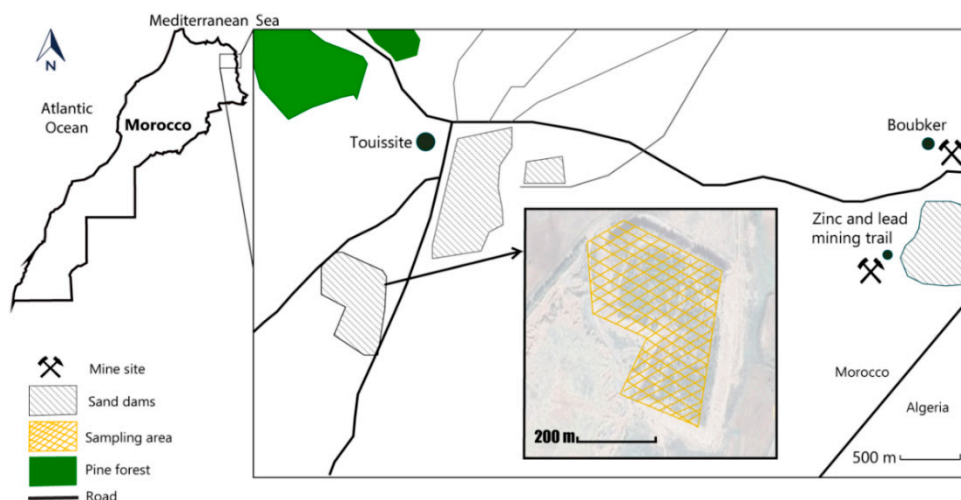 Mediterranean Sea
N
Atlantic
Ocean
Morocco
Touissite
Boubker
Zinc and lead
mining trail
200 m
Morocco
Algeria
500 m
Mine site
Sand dams
Sampling area
Pine forest
Road